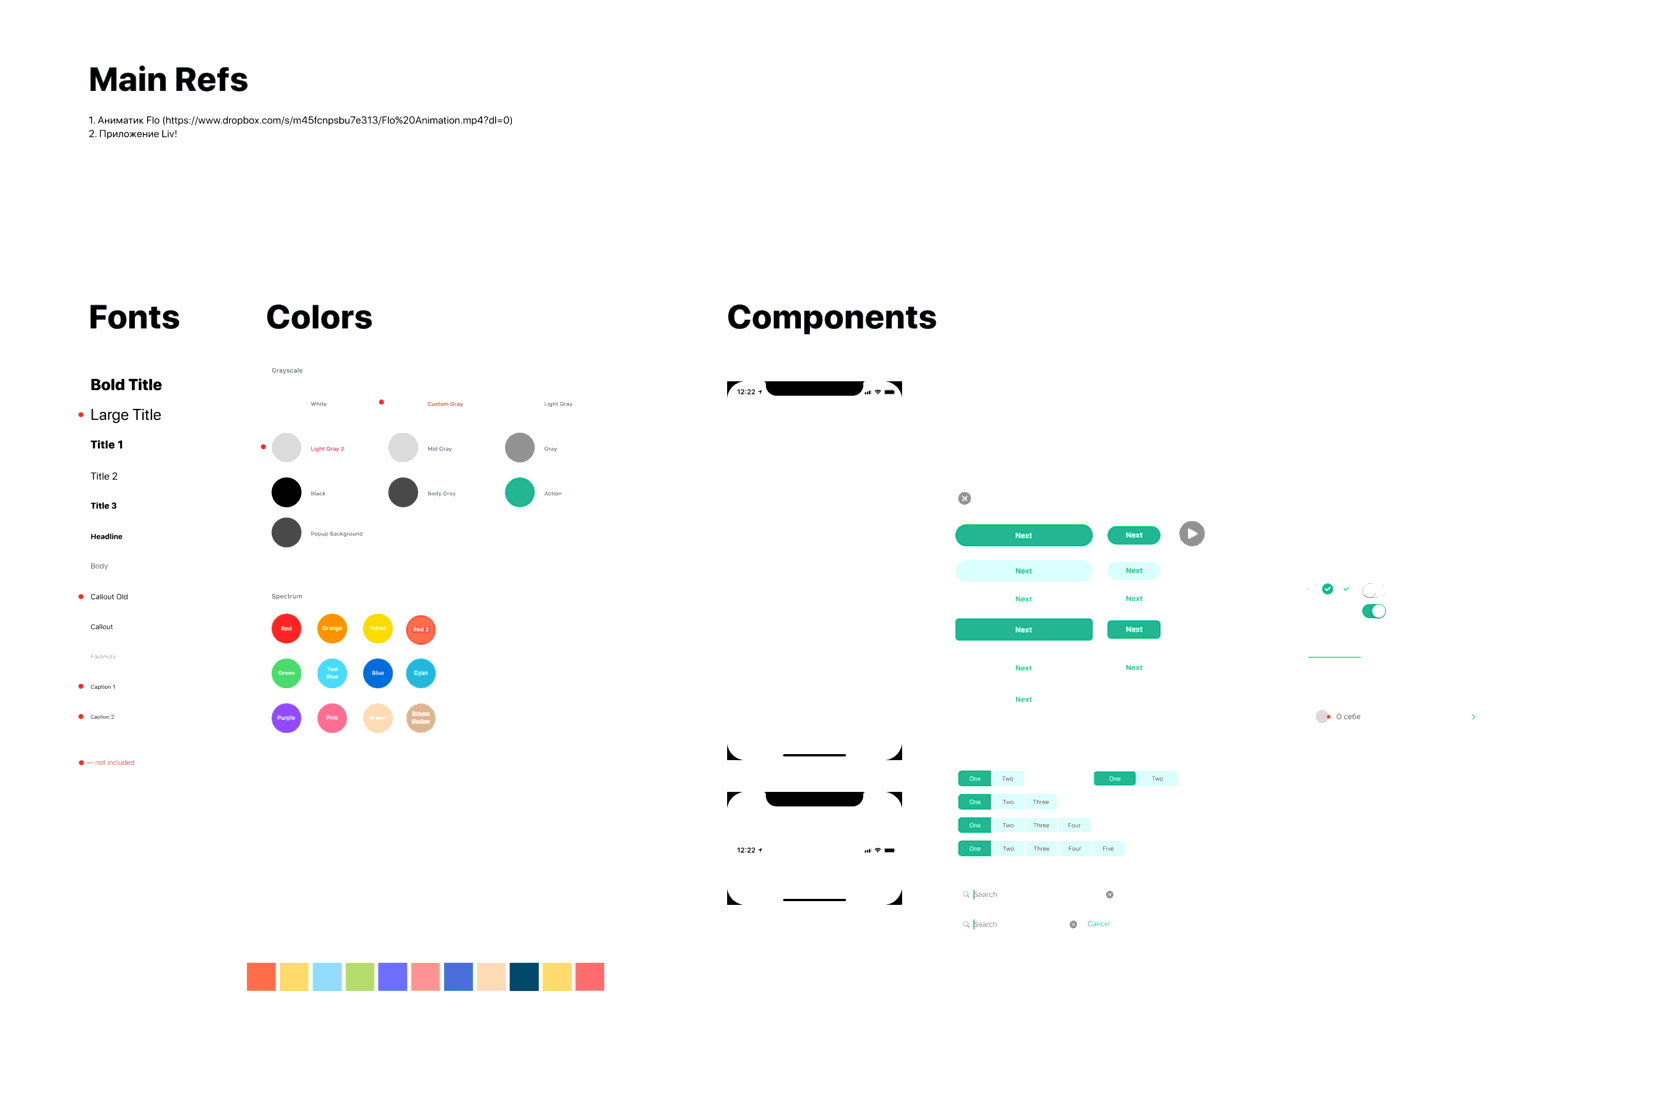 Main Refs
1. Аниматик Flo (https://www.dropbox.com/s/m45fcnpsbu7e313/Flo%20Animation.mp4?dl=0)
2. Приложение Liv!
Fonts
Bold Title
Large Title
Title 1
Title 2
Title 3
Headline
Body
Callout Old
Callout
Footnote
Caption 1
Caption 2
— not included
Colors
Grayscale
White
Custom Gray
Light Gray
Light Gray 2
Mid Gray
Gray
Black
Body Gray
Action
Popup Background
Spectrum
Red
Orange
Yellow
Red 2
Green
Teal
Blue
Blue
Cyan
Purple
Pink
Brown
Brown
Darker
Components
12:22
12:22
Next
Next
Next
Next
Next
Next
Next
Next
Next
Next
Next
О себе
One Two
One Two
One Two Three
One Two Three Four
One Two Three Four Five
Search
Search Cancel